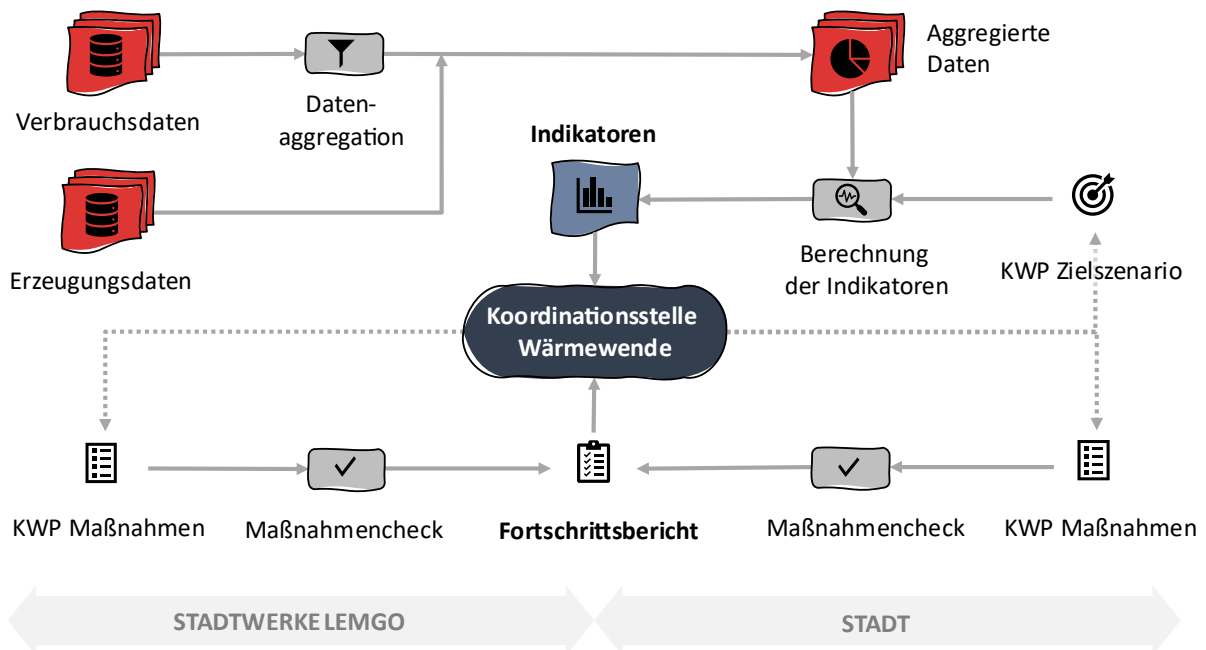 Aggregierte
Daten
Verbrauchsdaten
Daten-
aggregation
Indikatoren
Erzeugungsdaten
Berechnung
der Indikatoren
KWP Zielszenario
Koordinationsstelle
Wärmewende
KWP Maßnahmen
Maßnahmencheck
Fortschrittsbericht
Maßnahmencheck
KWP Maßnahmen
STADTWERKE LEMGO
STADT